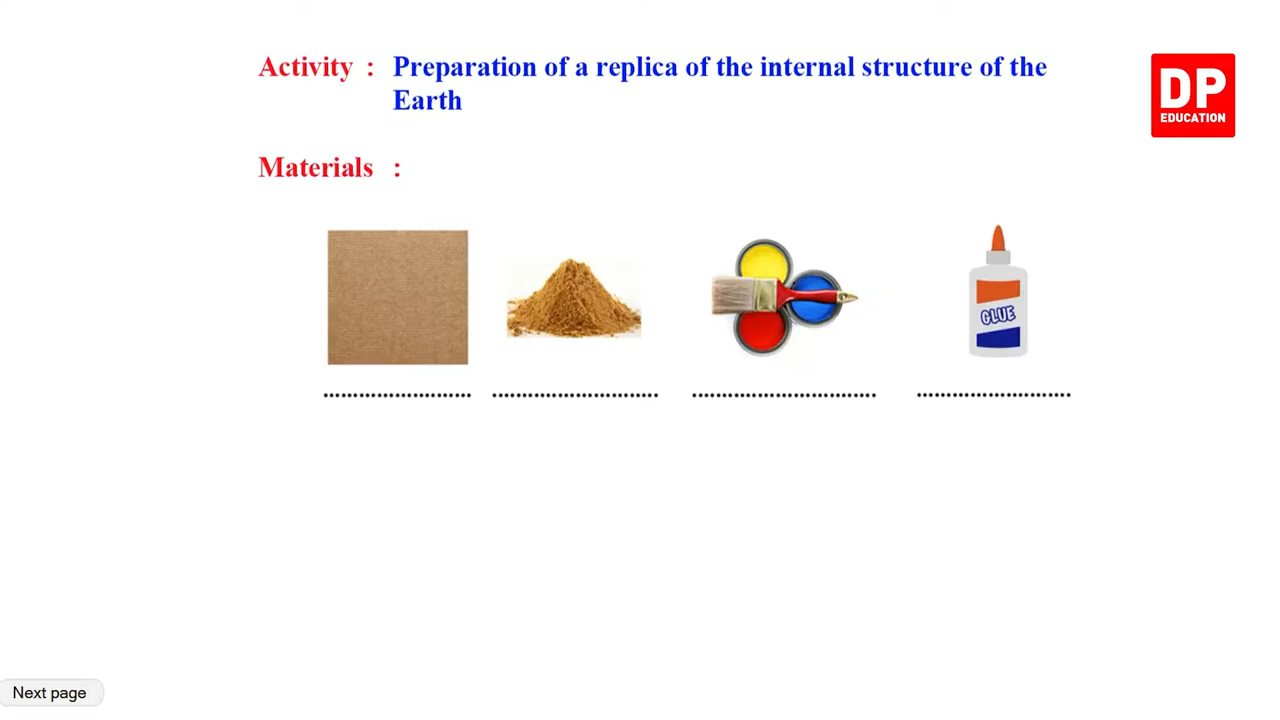 Activity : Preparation of a replica of the internal structure of the
Earth
DP
EDUCATION
Materials :
GLUE
............................ ............................ ............................ ............................
Next page